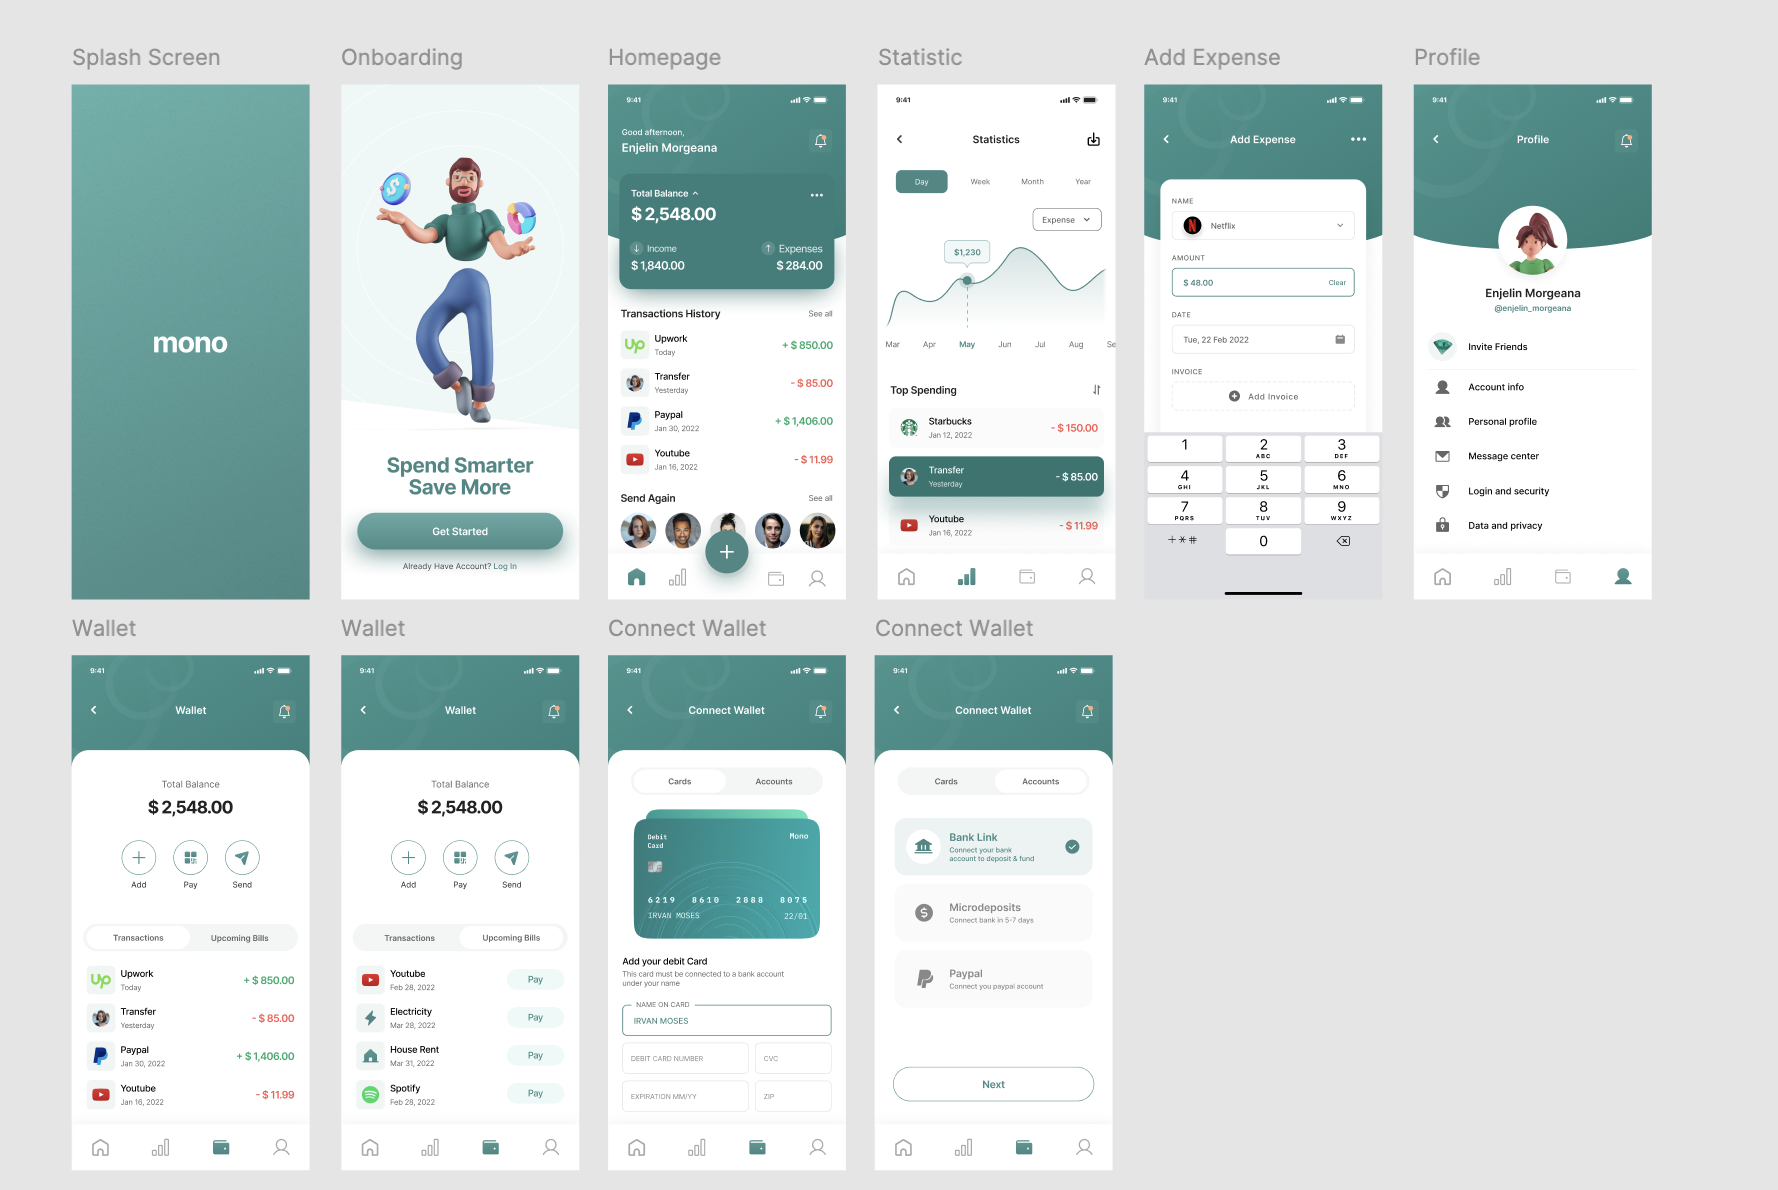 Splash Screen
mono
Onboarding
Spend Smarter
Save More
Get Started
Already Have Account? Log In
Homepage
9:41
Good afternoon,
Enjelin Morgeana
Total Balance
$ 2,548.00
Income
Expenses
$ 1,840.00
$ 284.00
Transactions History
See all
Upwork
Today
+ $ 850.00
Transfer
Yesterday
- $ 85.00
Paypal
Jan 30, 2022
+ $ 1,406.00
Youtube
Jan 16, 2022
- $ 11.99
Send Again
See all
Statistic
9:41
Statistics
Day
Week
Month
Year
Expense
$1,230
Mar
Apr
May
Jun
Jul
Aug
Se
Top Spending
Starbucks
Jan 12, 2022
- $ 150.00
Transfer
Yesterday
- $ 85.00
Youtube
Jan 16, 2022
- $ 11.99
Add Expense
9:41
Add Expense
NAME
N
Netflix
AMOUNT
$ 48.00
Clear
DATE
Tue, 22 Feb 2022
INVOICE
Add Invoice
1
2
ABC
3
DEF
4
GHI
5
JKL
6
MNO
7
PQRS
8
TUV
9
WXYZ
+ * #
0
Profile
9:41
Profile
Enjelin Morgeana
@enjelin_morgeana
Invite Friends
Account info
Personal profile
Message center
Login and security
Data and privacy
Wallet
9:41
Wallet
Total Balance
$ 2,548.00
Add
Pay
Send
Transactions
Upcoming Bills
Upwork
Today
+ $ 850.00
Transfer
Yesterday
- $ 85.00
Paypal
Jan 30, 2022
+ $ 1,406.00
Youtube
Jan 16, 2022
- $ 11.99
Wallet
9:41
Wallet
Total Balance
$ 2,548.00
Add
Pay
Send
Transactions
Upcoming Bills
Youtube
Feb 28, 2022
Pay
Electricity
Mar 28, 2022
Pay
House Rent
Mar 31, 2022
Pay
Spotify
Feb 28, 2022
Pay
Connect Wallet
9:41
Connect Wallet
Cards
Accounts
Debit
Card
Mono
6219 8610 2888 8075
IRVAN MOSES
22/01
Add your debit Card
This card must be connected to a bank account
under your name
NAME ON CARD
IRVAN MOSES
DEBIT CARD NUMBER
CVC
EXPIRATION MM/YY
ZIP
Connect Wallet
9:41
Connect Wallet
Cards
Accounts
Bank Link
Connect your bank
account to deposit & fund
Microdeposits
Connect bank in 5-7 days
Paypal
Connect you paypal account
Next